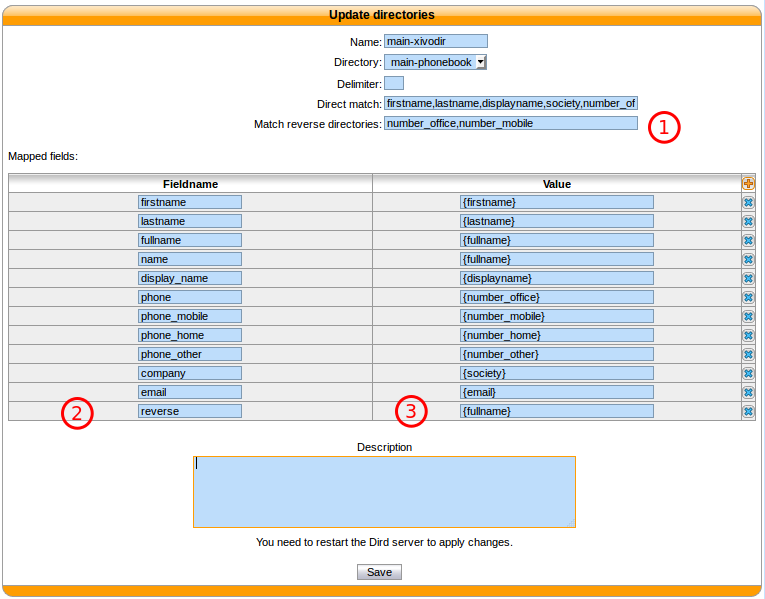 Update directories
Name: main-xivodir
Directory: main-phonebook
Delimiter:
Direct match: firstname,lastname,displayname,society,number_of
Match reverse directories: number_office,number_mobile
1
Mapped fields:
Fieldname Value
firstname {firstname}
lastname {lastname}
fullname {fullname}
name {fullname}
display_name {displayname}
phone {number_office}
phone_mobile {number_mobile}
phone_home {number_home}
phone_other {number_other}
company {society}
email {email}
2 reverse 3 {fullname}
Description
You need to restart the Dird server to apply changes.
Save